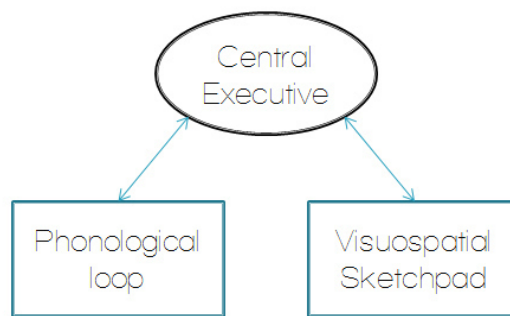 Central
Executive
Phonological
loop
Visuospatial
Sketchpad